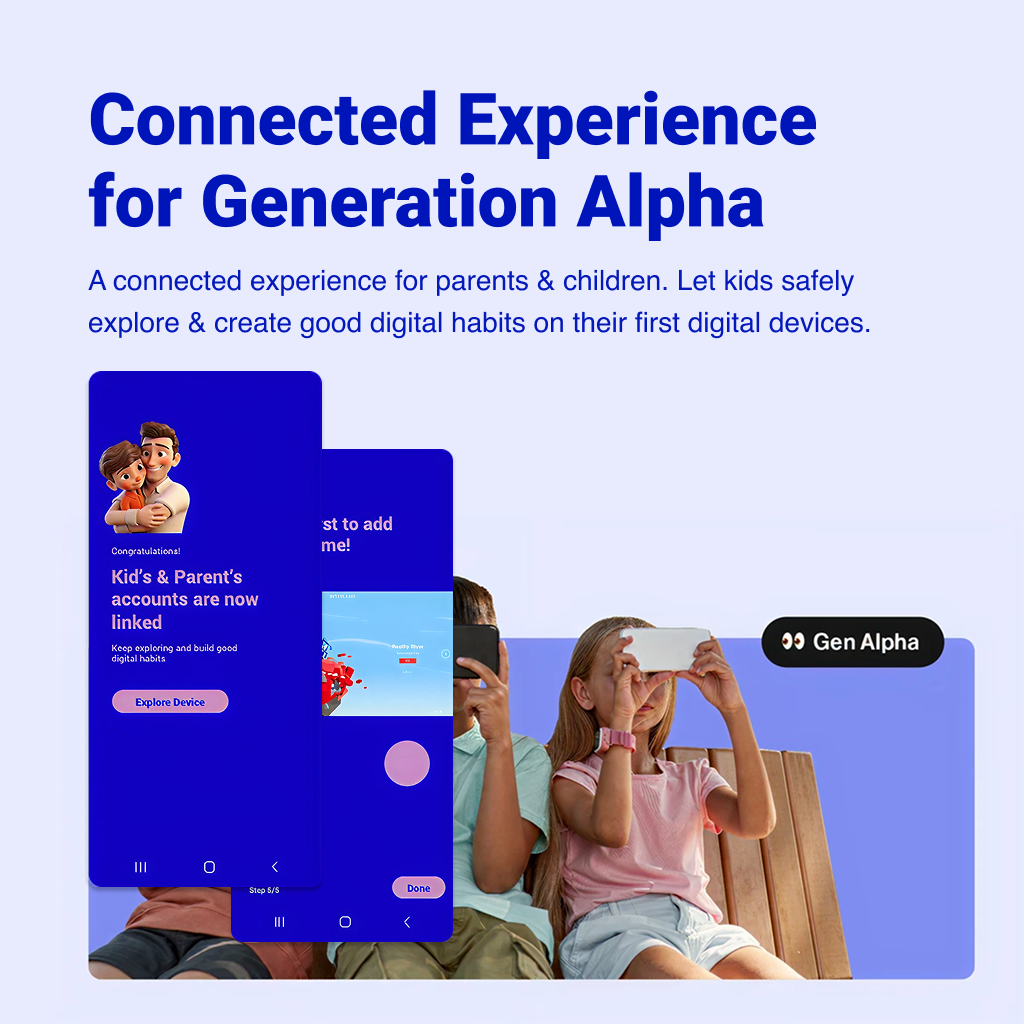 Connected Experience
for Generation Alpha
A connected experience for parents & children. Let kids safely
explore & create good digital habits on their first digital devices.
Congratulations!
Kid's & Parent's
accounts are now
linked
Keep exploring and build good
digital habits
Explore Device
st to add
me!
Step 5/5
Done
👀 Gen Alpha